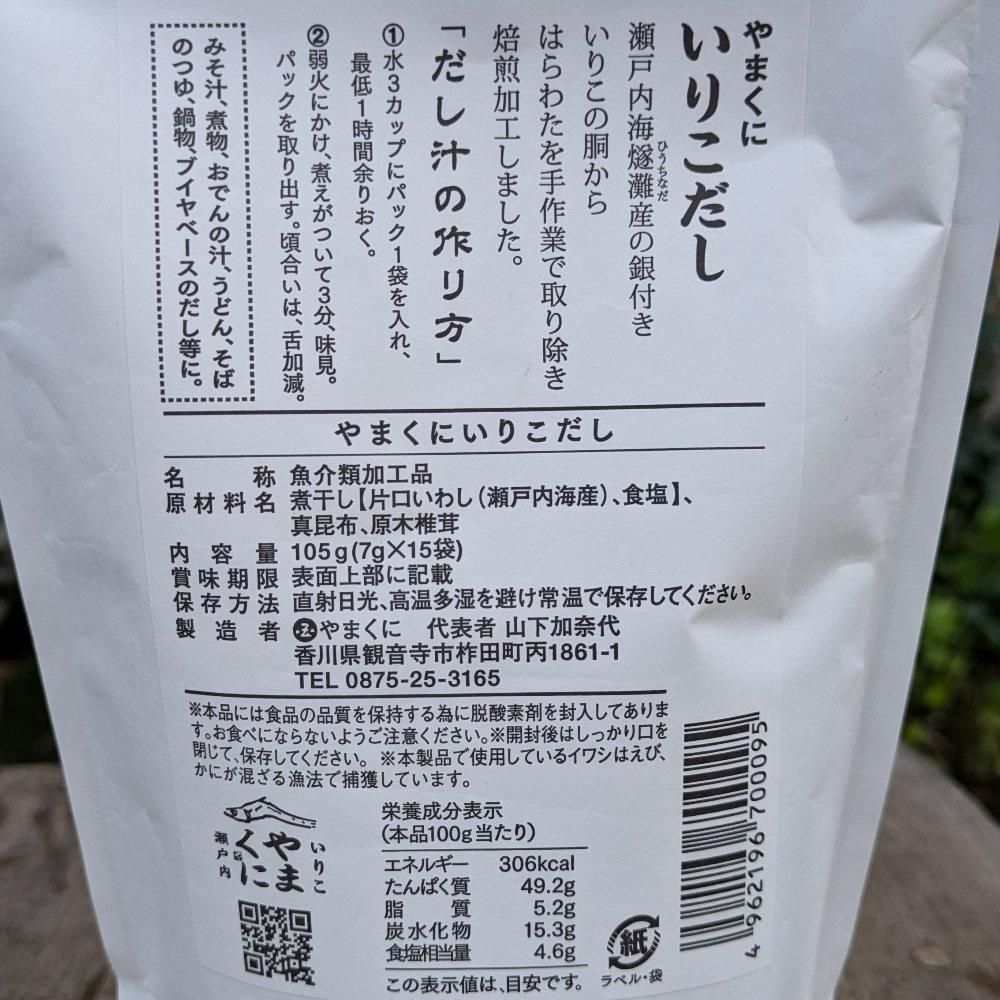 やまくに
いりこだし
瀬戸内海燧灘産の銀付き
ひうちなだ
いりこの胴から
はらわたを手作業で取り除き
焙煎加工しました。
「だし汁の作り方」
①水3カップにパック1袋を入れ、
最低1時間余りおく。
②弱火にかけ、煮えがついて3分、味見。
パックを取り出す。頃合いは、舌加減。
みそ汁、煮物、おでんの汁、うどん、そば
のつゆ、鍋物、ブイヤベースのだし等に。
やまくにいりこだし
名称 魚介類加工品
原材料名 煮干し【片口いわし(瀬戸内海産)、食塩】、
真昆布、原木椎茸
内容量 105g(7g×15袋)
賞味期限 表面上部に記載
保存方法 直射日光、高温多湿を避け常温で保存してください。
製造者 やまくに 代表者 山下加奈代
香川県観音寺市柞田町丙1861-1
TEL 0875-25-3165
※本品には食品の品質を保持する為に脱酸素剤を封入してありま
す。お食べにならないようご注意ください。※開封後はしっかり口を
閉じて、保存してください。 ※本製品で使用しているイワシはえび、
かにが混ざる漁法で捕獲しています。
いりこ
やま
くに
瀬戸内
栄養成分表示
(本品100g当たり)
エネルギー 306kcal
たんぱく質 49.2g
脂質 5.2g
炭水化物 15.3g
食塩相当量 4.6g
この表示値は、目安です。
紙
ラベル・袋
4 962196 700095